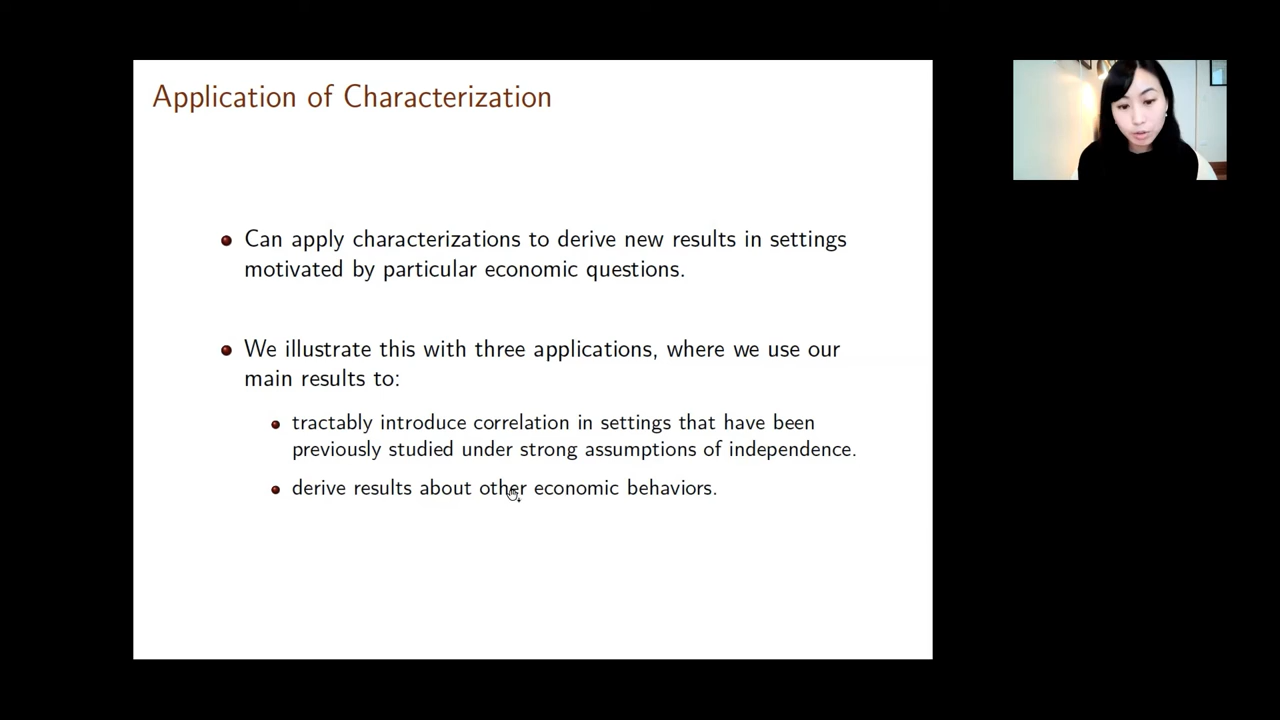 Application of Characterization
Can apply characterizations to derive new results in settings
motivated by particular economic questions.
We illustrate this with three applications, where we use our
main results to:
tractably introduce correlation in settings that have been
previously studied under strong assumptions of independence.
derive results about other economic behaviors.